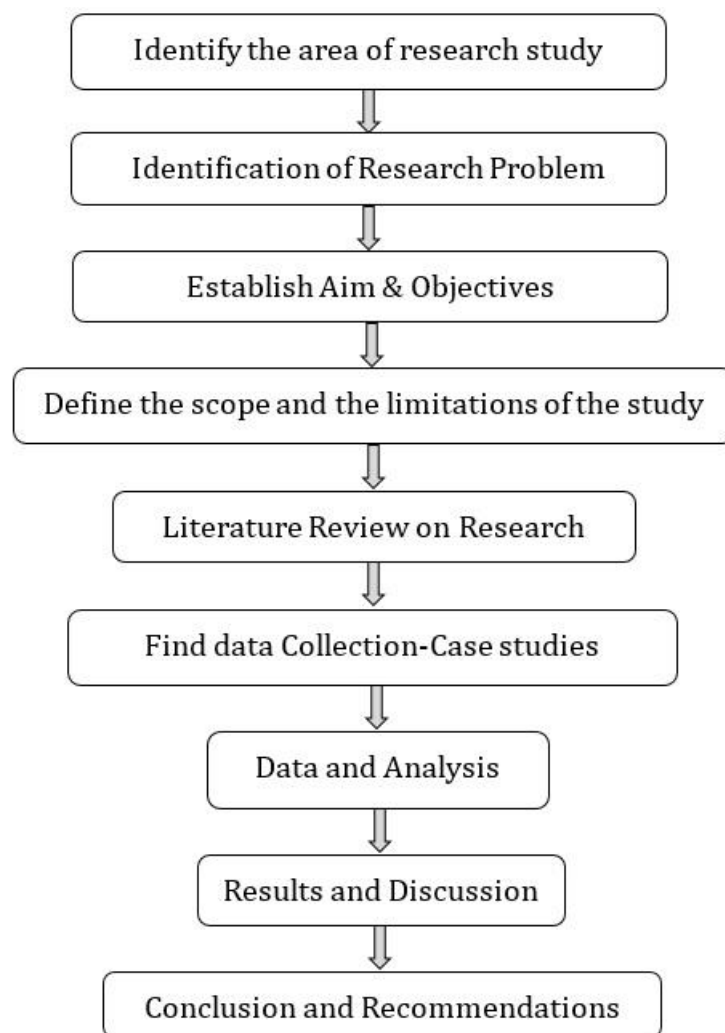 Identify the area of research study
Identification of Research Problem
Establish Aim & Objectives
Define the scope and the limitations of the study
Literature Review on Research
Find data Collection-Case studies
Data and Analysis
Results and Discussion
Conclusion and Recommendations